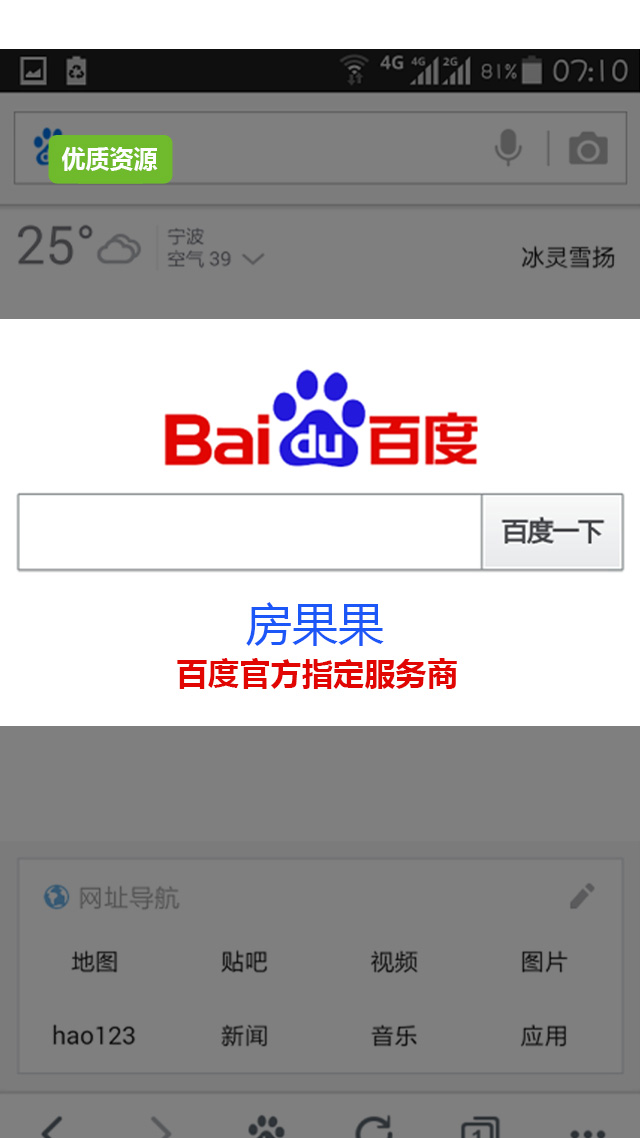 4G 4G 2G 81% 07:10
优质资源
25° 宁波
空气 39
冰灵雪扬
Bai du 百度
百度一下
房果果
百度官方指定服务商
网址导航
地图 贴吧 视频 图片
hao123 新闻 音乐 应用
1